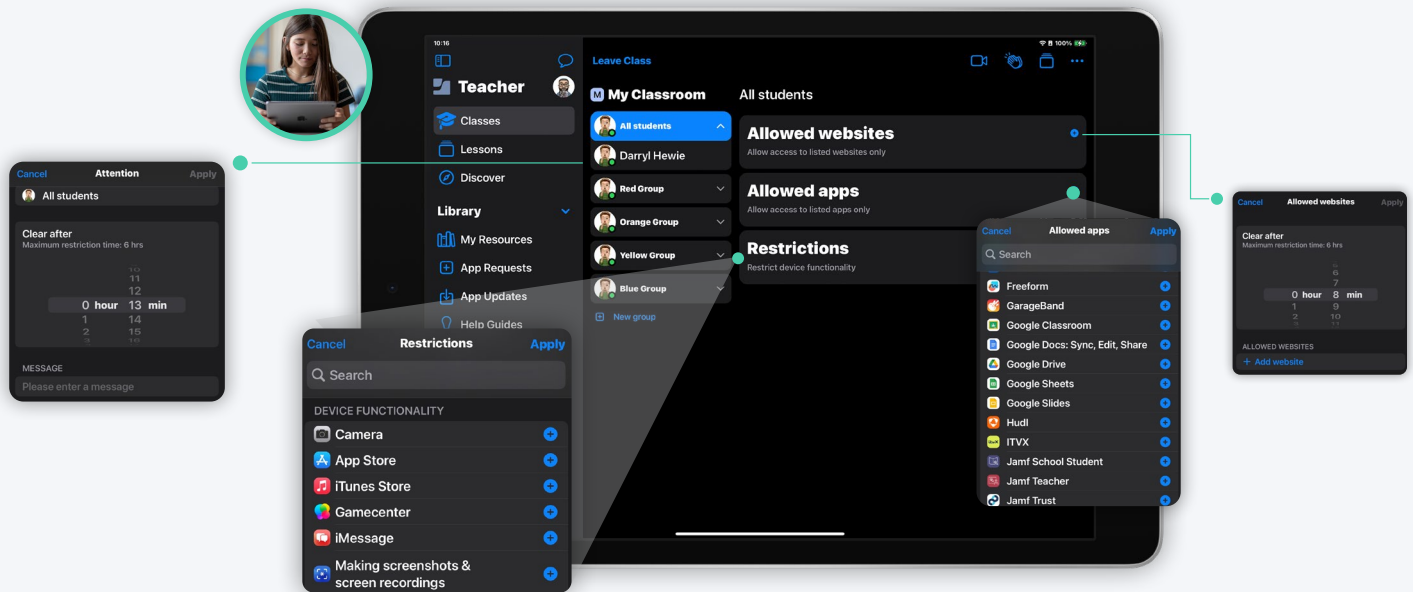 10:16
100%
Teacher
Classes
Lessons
Discover
Library
My Resources
App Requests
App Updates
Help Guides
Leave Class
M My Classroom
All students
Darryl Hewie
Red Group
Orange Group
Yellow Group
Blue Group
New group
All students
Allowed websites
Allow access to listed websites only
Allowed apps
Allow access to listed apps only
Restrictions
Restrict device functionality
Cancel Attention Apply
All students
Clear after
Maximum restriction time: 6 hrs
10
11
12
0 hour 13 min
1 14
2 15
3 16
MESSAGE
Please enter a message
Cancel Restrictions Apply
Search
DEVICE FUNCTIONALITY
Camera
App Store
iTunes Store
Gamecenter
iMessage
Making screenshots &
screen recordings
Cancel Allowed apps Apply
Search
Freeform
GarageBand
Google Classroom
Google Docs: Sync, Edit, Share
Google Drive
Google Sheets
Google Slides
Hudl
ITVX
Jamf School Student
Jamf Teacher
Jamf Trust
Cancel Allowed websites Apply
Clear after
Maximum restriction time: 6 hrs
5
6
7
0 hour 8 min
1 9
2 10
3 11
ALLOWED WEBSITES
+ Add website